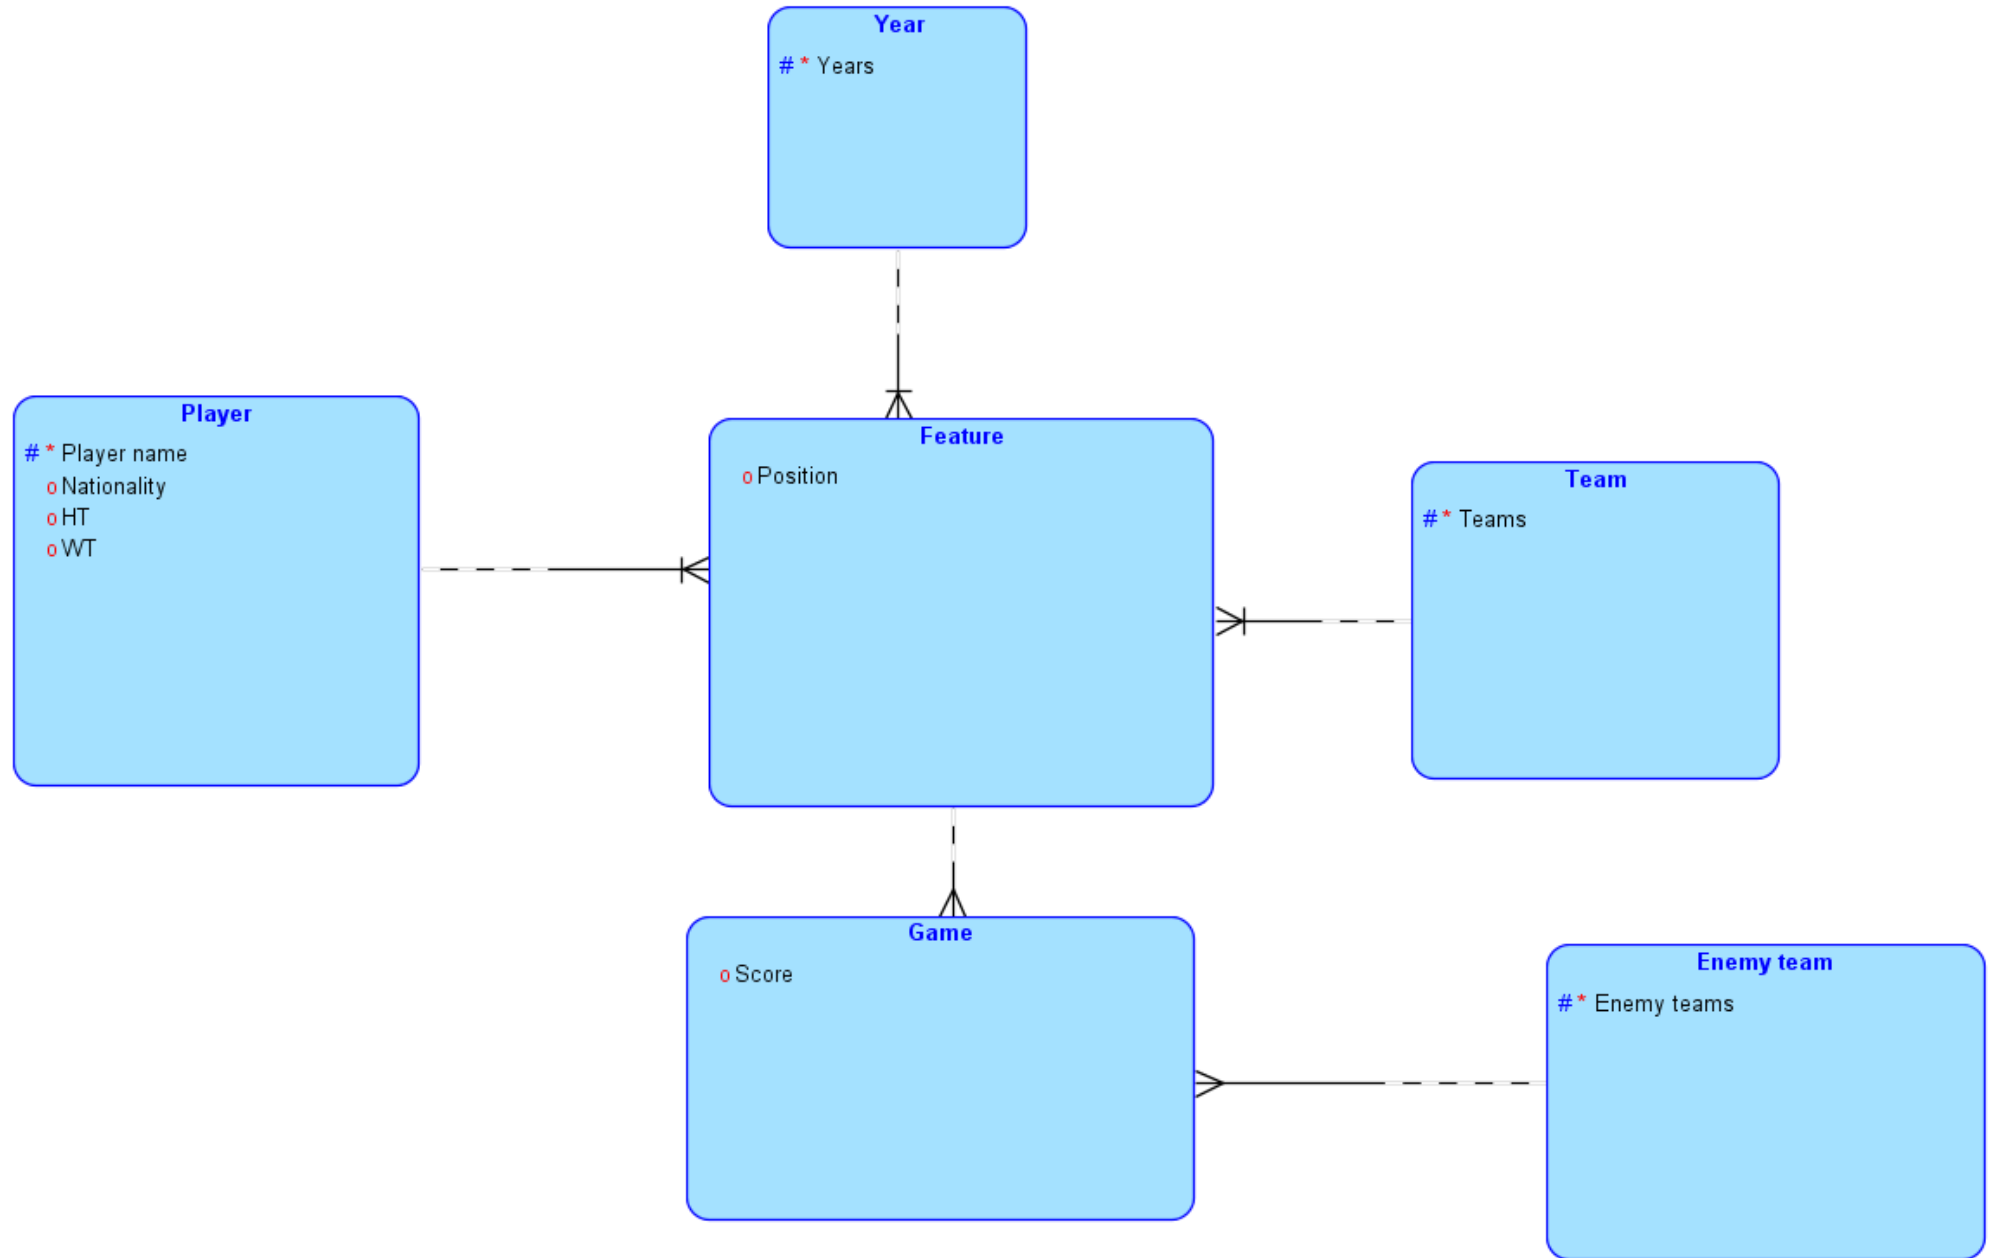 Year
# * Years
Player
# * Player name
o Nationality
o HT
o WT
Feature
o Position
Team
# * Teams
Game
o Score
Enemy team
# * Enemy teams